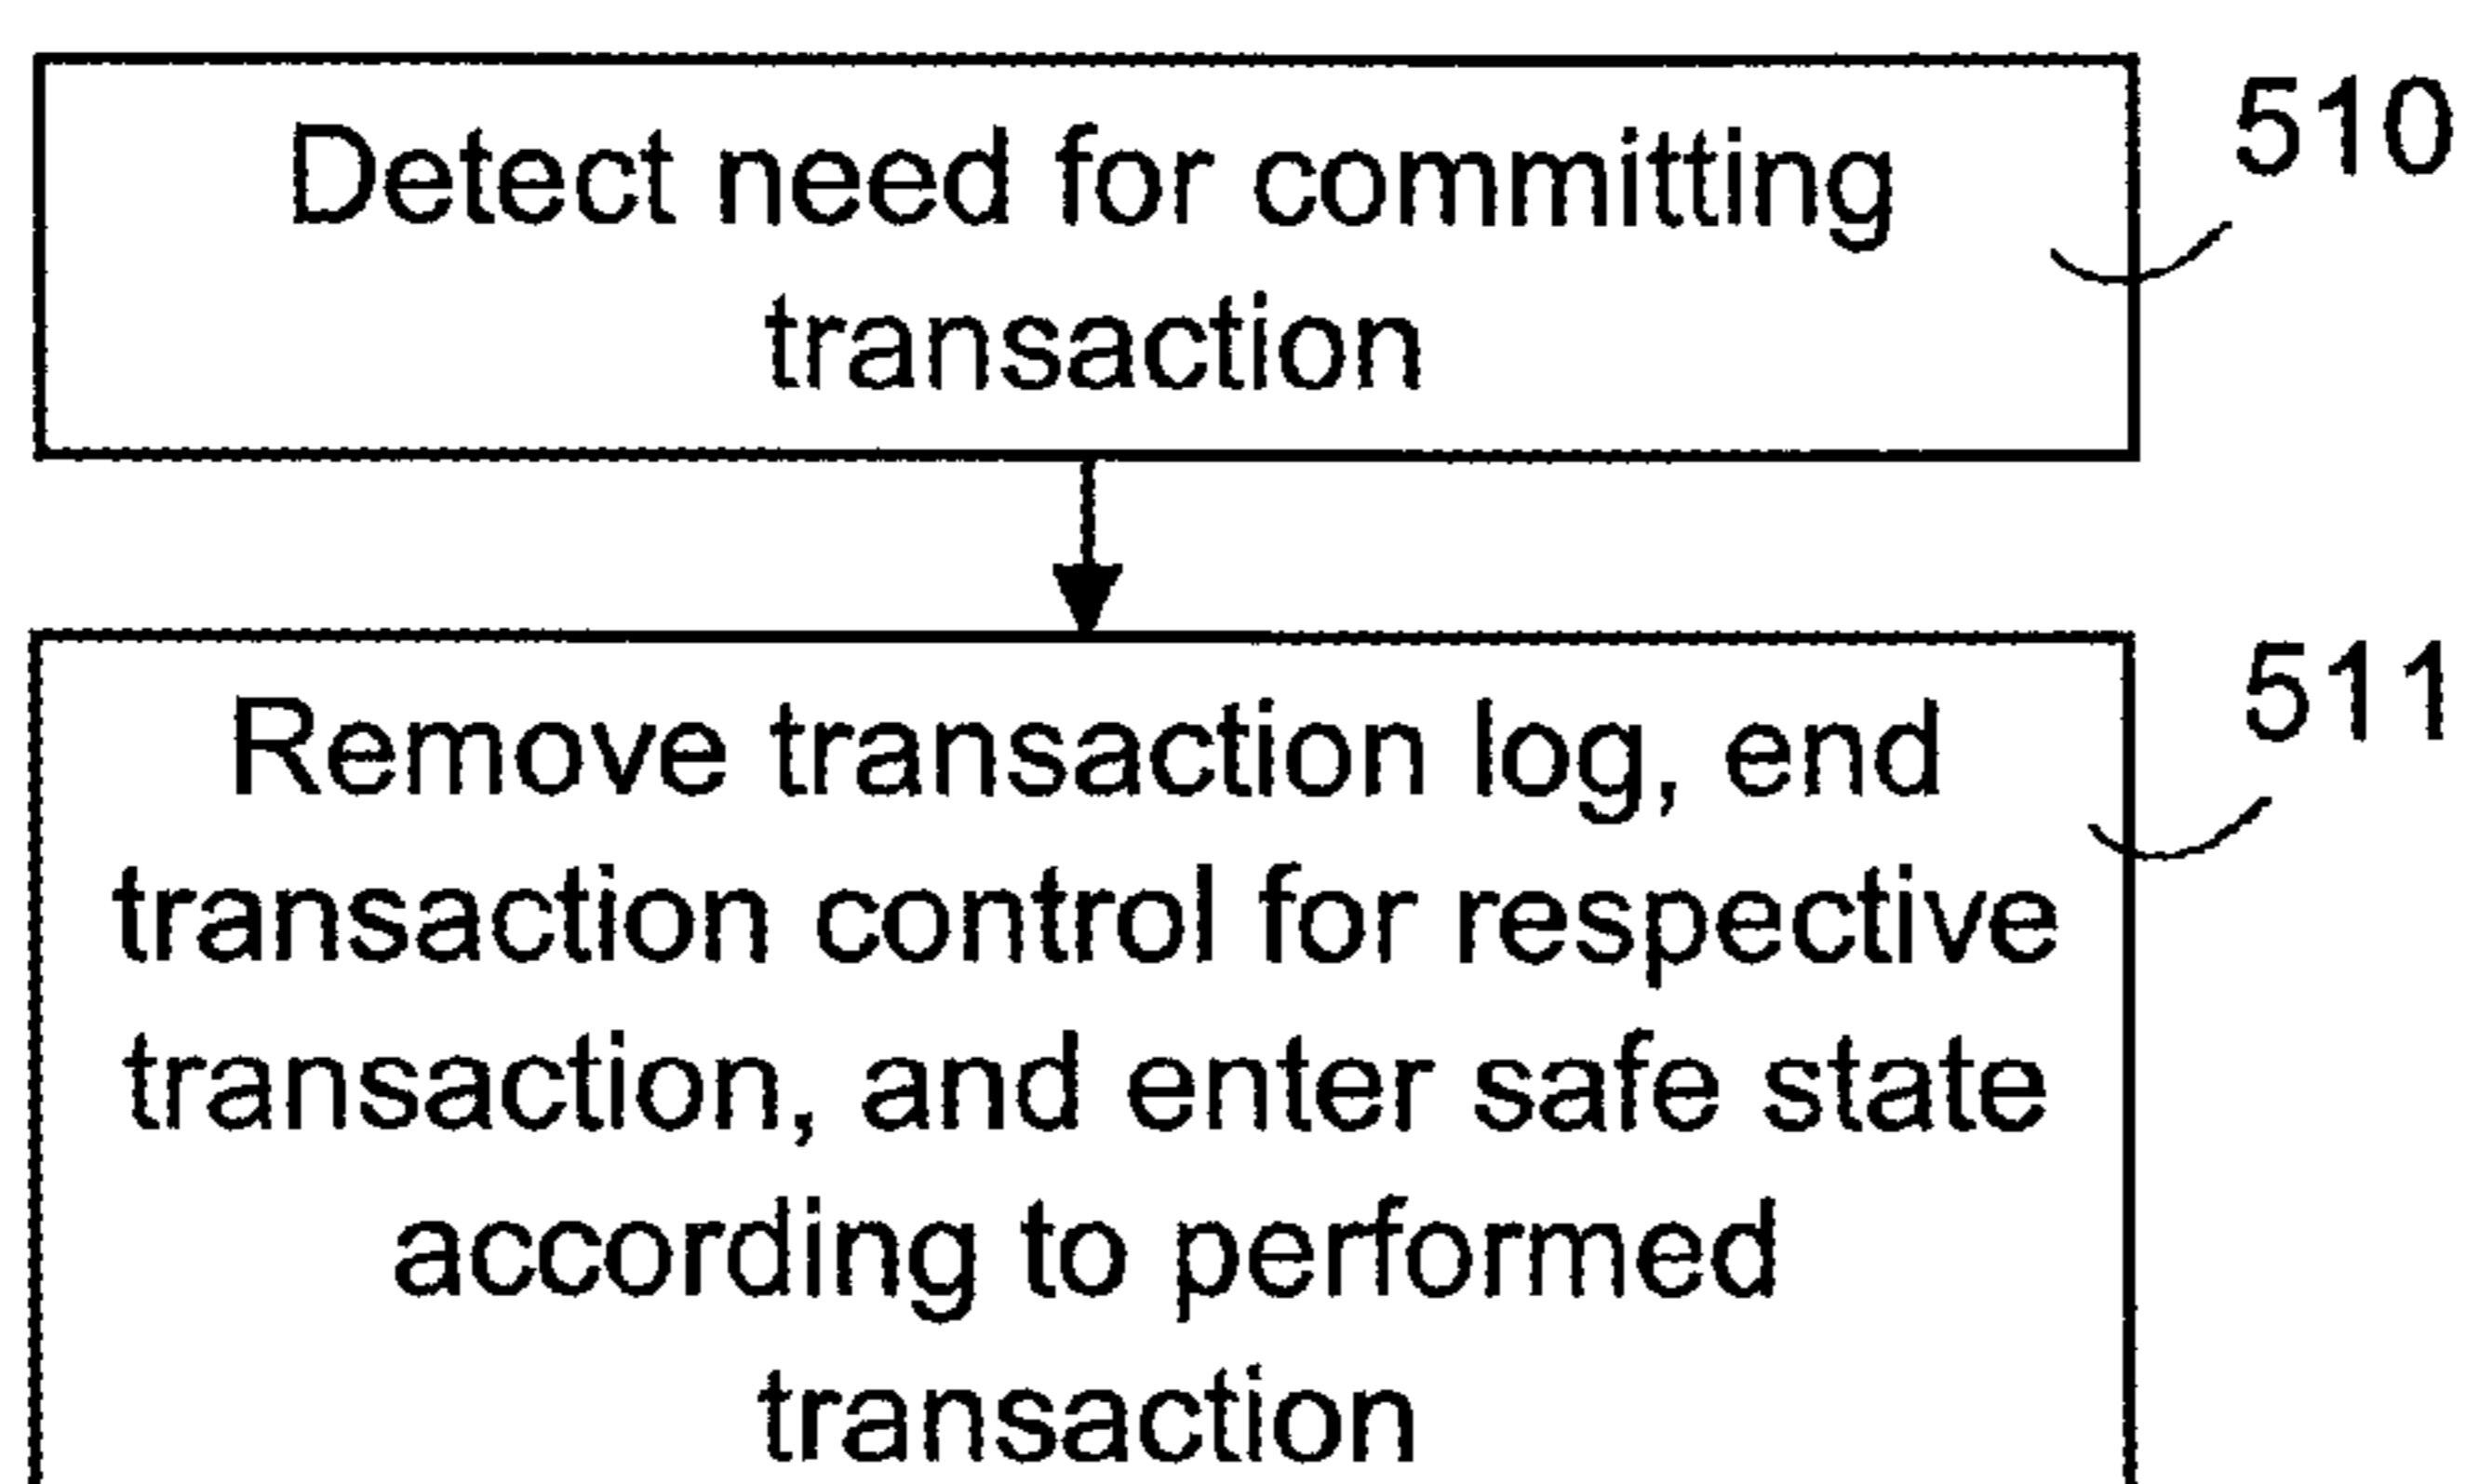 Detect need for committing
transaction
510
Remove transaction log, end
transaction control for respective
transaction, and enter safe state
according to performed
transaction
511